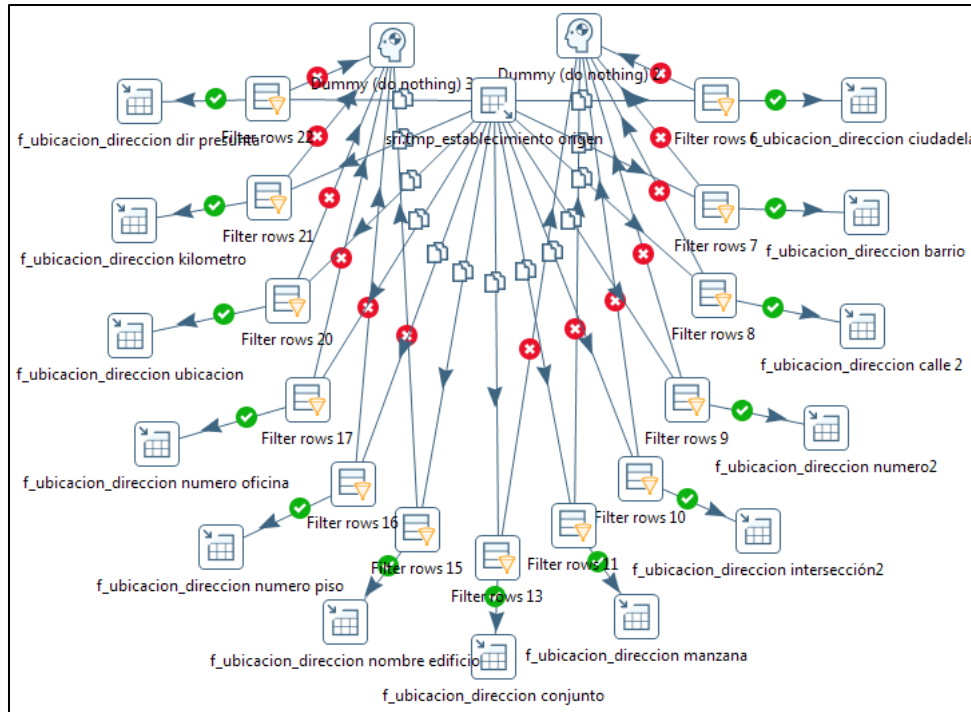 Dummy (do nothing) 3
Dummy (do nothing) 2
f_ubicacion_direccion dir presunta
Filter rows 22
sri.tmp_establecimiento origen
Filter rows 6
f_ubicacion_direccion ciudadela
Filter rows 21
f_ubicacion_direccion kilometro
Filter rows 7
f_ubicacion_direccion barrio
Filter rows 20
f_ubicacion_direccion ubicacion
Filter rows 8
f_ubicacion_direccion calle 2
Filter rows 17
f_ubicacion_direccion numero oficina
Filter rows 9
f_ubicacion_direccion numero2
Filter rows 16
f_ubicacion_direccion numero piso
Filter rows 10
f_ubicacion_direccion intersección2
Filter rows 15
f_ubicacion_direccion nombre edificio
Filter rows 13
f_ubicacion_direccion conjunto
Filter rows 11
f_ubicacion_direccion manzana